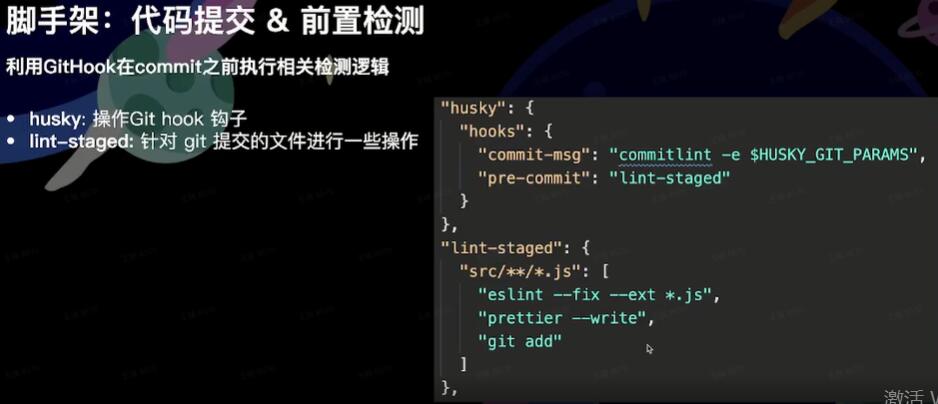 脚手架：代码提交 & 前置检测
利用GitHook在commit之前执行相关检测逻辑
• husky: 操作Git hook 钩子
• lint-staged: 针对 git 提交的文件进行一些操作
"husky": {
"hooks": {
"commit-msg": "commitlint -e $HUSKY_GIT_PARAMS",
"pre-commit": "lint-staged"
}
},
"lint-staged": {
"src/**/*.js": [
"eslint --fix --ext *.js",
"prettier --write",
"git add"
]
},
激活